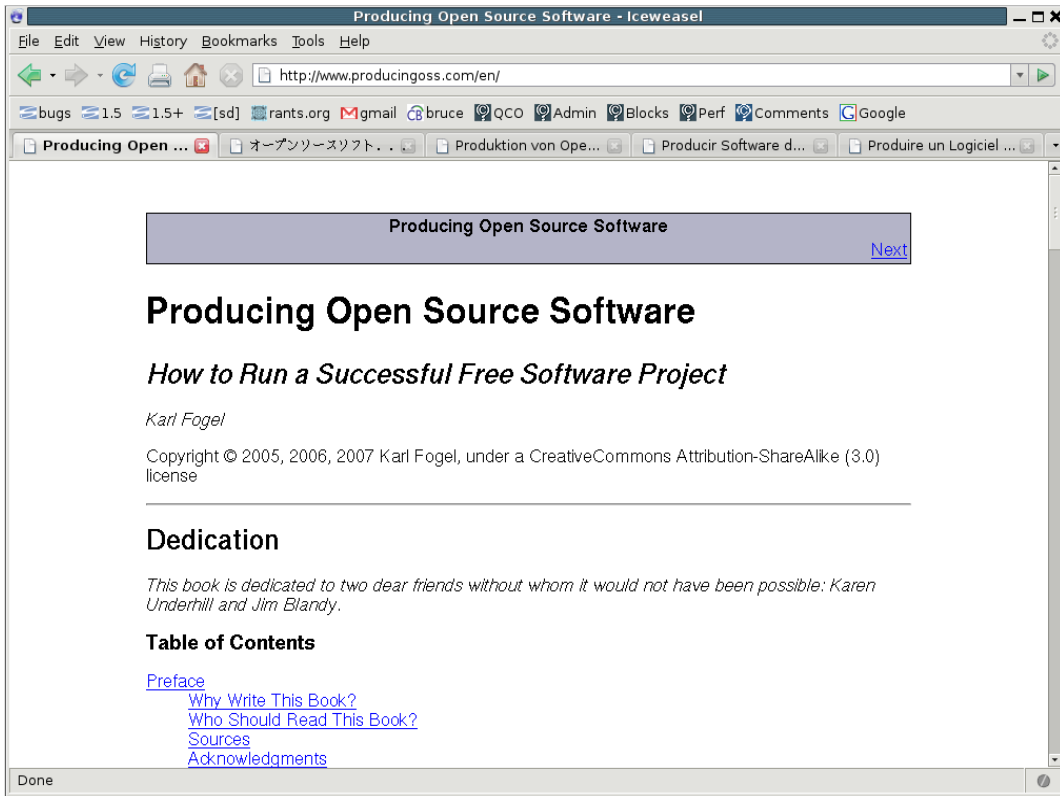 Producing Open Source Software - Iceweasel
File Edit View History Bookmarks Tools Help
http://www.producingoss.com/en/
bugs 1.5 1.5+ [sd] rants.org gmail bruce QCO Admin Blocks Perf Comments Google
Producing Open ... オープンソースソフト. . Produktion von Ope... Producir Software d... Produire un Logiciel ...
Producing Open Source Software
Next
Producing Open Source Software
How to Run a Successful Free Software Project
Karl Fogel
Copyright © 2005, 2006, 2007 Karl Fogel, under a CreativeCommons Attribution-ShareAlike (3.0)
license
Dedication
This book is dedicated to two dear friends without whom it would not have been possible: Karen
Underhill and Jim Blandy.
Table of Contents
Preface
Why Write This Book?
Who Should Read This Book?
Sources
Acknowledgments
Done